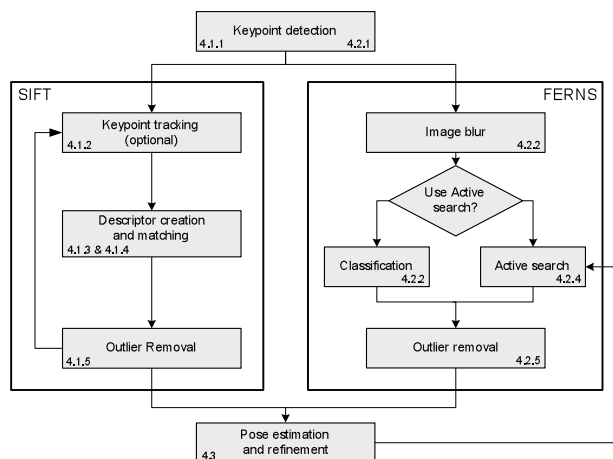 Keypoint detection
4.1.1 4.2.1
SIFT
FERNS
Keypoint tracking
(optional)
4.1.2
Image blur
4.2.2
Use Active
search?
Descriptor creation
and matching
4.1.3 & 4.1.4
Classification
4.2.2
Active search
4.2.4
Outlier Removal
4.1.5
Outlier removal
4.2.5
Pose estimation
and refinement
4.3